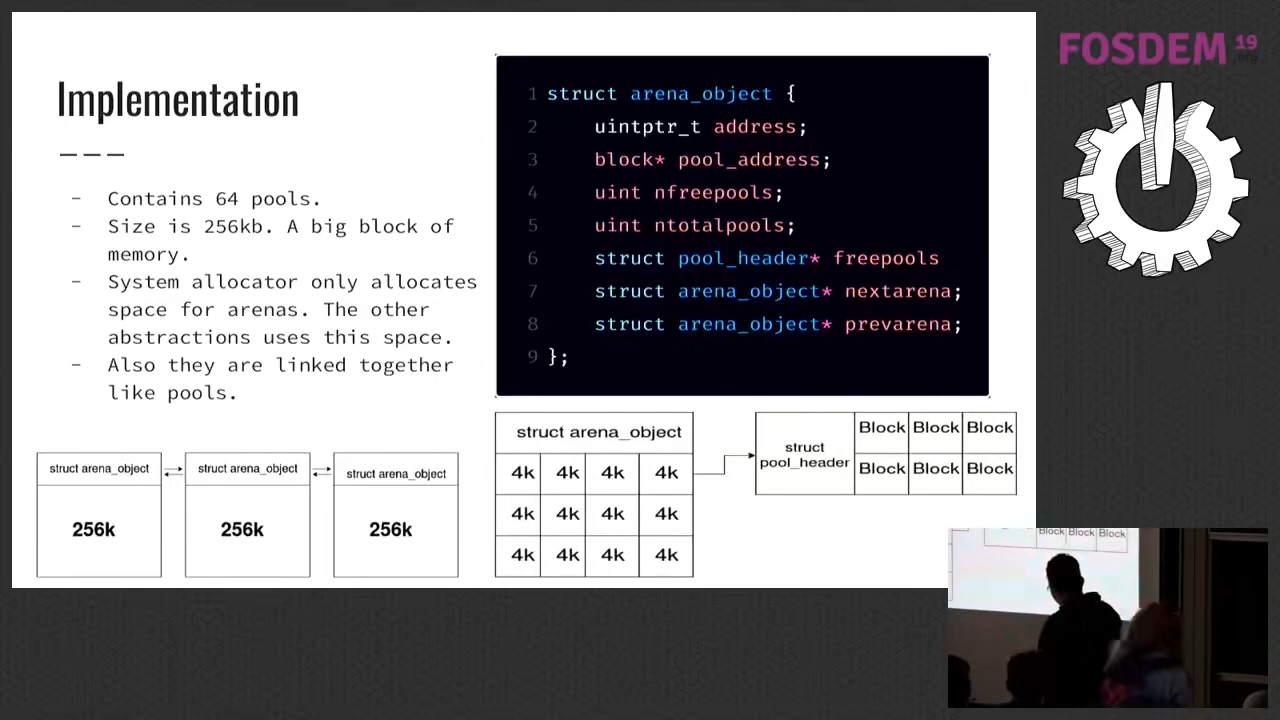 Implementation
- Contains 64 pools.
- Size is 256kb. A big block of
memory.
- System allocator only allocates
space for arenas. The other
abstractions uses this space.
- Also they are linked together
like pools.
1 struct arena_object {
2 uintptr_t address;
3 block* pool_address;
4 uint nfreepools;
5 uint ntotalpools;
6 struct pool_header* freepools
7 struct arena_object* nextarena;
8 struct arena_object* prevarena;
9 };
struct arena_object struct arena_object struct arena_object
256k 256k 256k
struct arena_object
4k 4k 4k 4k
4k 4k 4k 4k
4k 4k 4k 4k
struct
pool_header
Block Block Block
Block Block Block
FOSDEM 19
.org
Block Block Block